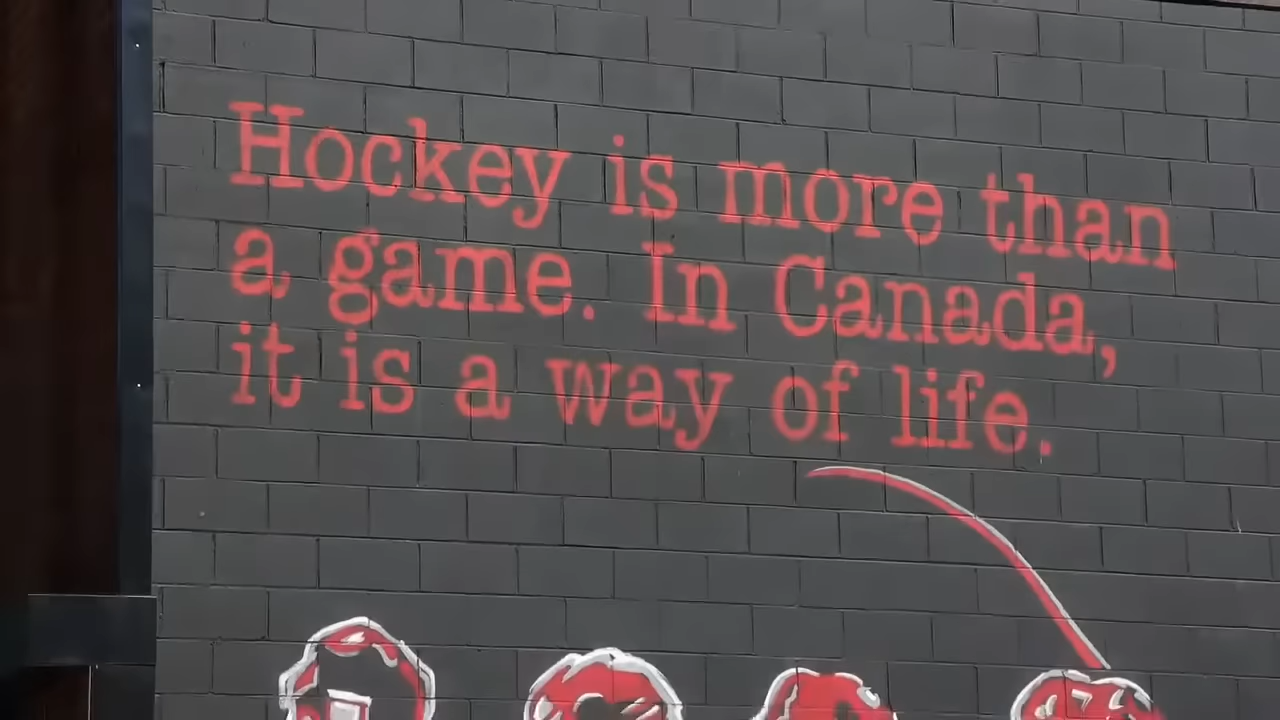 Hockey is more than
a game. In Canada,
it is a way of life.